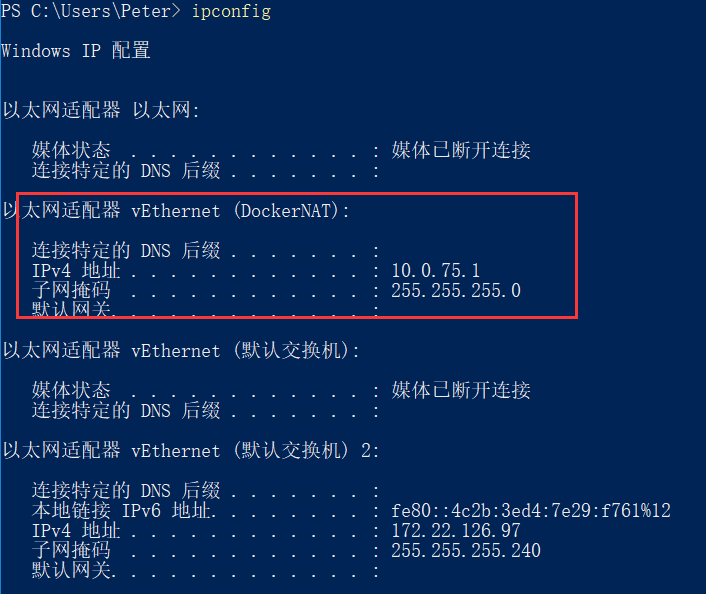 PS C:\Users\Peter> ipconfig
Windows IP 配置
以太网适配器 以太网:
媒体状态 . . . . . . . . . . . . : 媒体已断开连接
连接特定的 DNS 后缀 . . . . . . . :
以太网适配器 vEthernet (DockerNAT):
连接特定的 DNS 后缀 . . . . . . . :
IPv4 地址 . . . . . . . . . . . . : 10.0.75.1
子网掩码 . . . . . . . . . . . . : 255.255.255.0
默认网关. . . . . . . . . . . . . :
以太网适配器 vEthernet (默认交换机):
媒体状态 . . . . . . . . . . . . : 媒体已断开连接
连接特定的 DNS 后缀 . . . . . . . :
以太网适配器 vEthernet (默认交换机) 2:
连接特定的 DNS 后缀 . . . . . . . :
本地链接 IPv6 地址. . . . . . . . : fe80::4c2b:3ed4:7e29:f761%12
IPv4 地址 . . . . . . . . . . . . : 172.22.126.97
子网掩码 . . . . . . . . . . . . : 255.255.255.240
默认网关. . . . . . . . . . . . . :